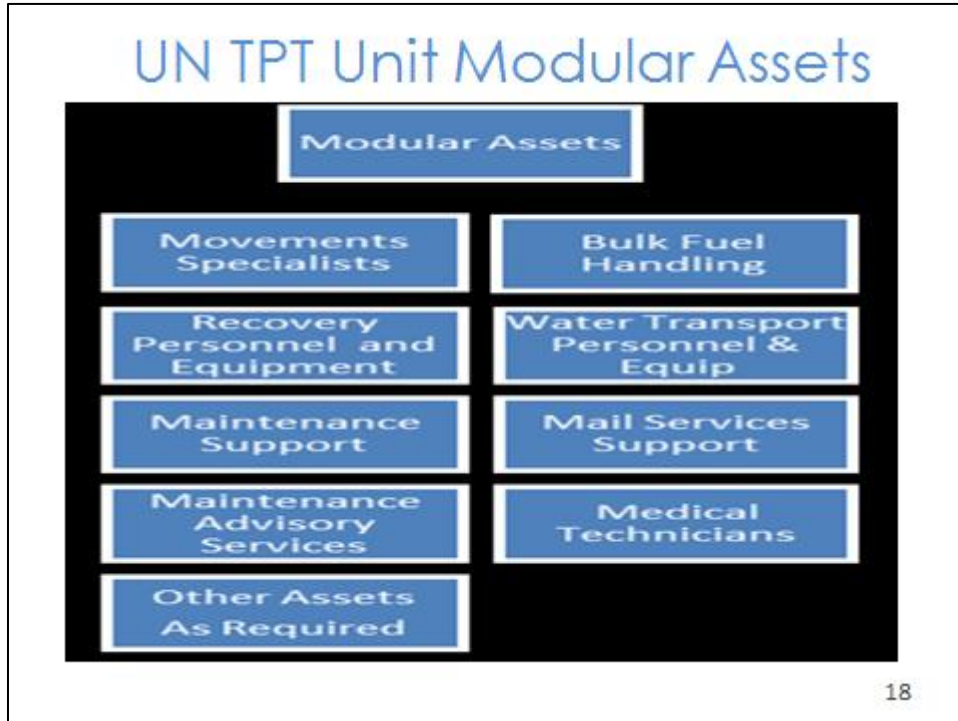 UN TPT Unit Modular Assets
Modular Assets
Movements
Specialists
Bulk Fuel
Handling
Recovery
Personnel and
Equipment
Water Transport
Personnel &
Equip
Maintenance
Support
Mail Services
Support
Maintenance
Advisory
Services
Medical
Technicians
Other Assets
As Required
18